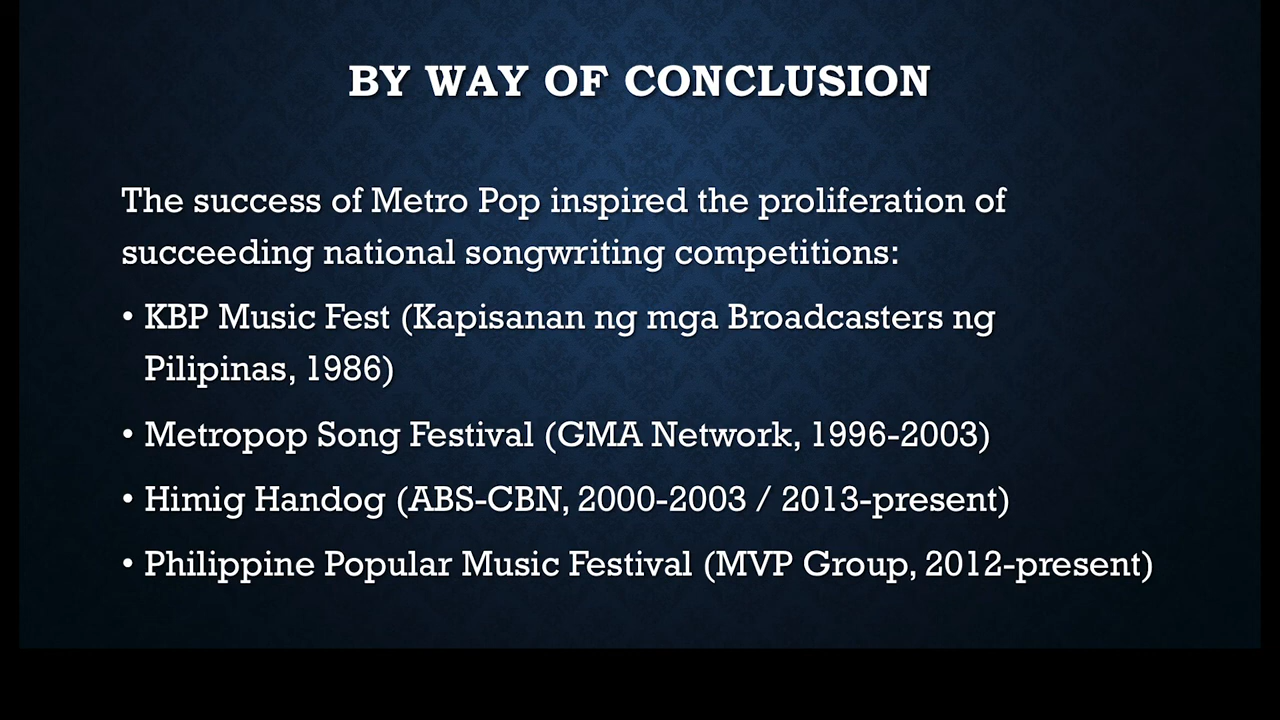 BY WAY OF CONCLUSION
The success of Metro Pop inspired the proliferation of
succeeding national songwriting competitions:
• KBP Music Fest (Kapisanan ng mga Broadcasters ng
Pilipinas, 1986)
• Metropop Song Festival (GMA Network, 1996-2003)
• Himig Handog (ABS-CBN, 2000-2003 / 2013-present)
• Philippine Popular Music Festival (MVP Group, 2012-present)